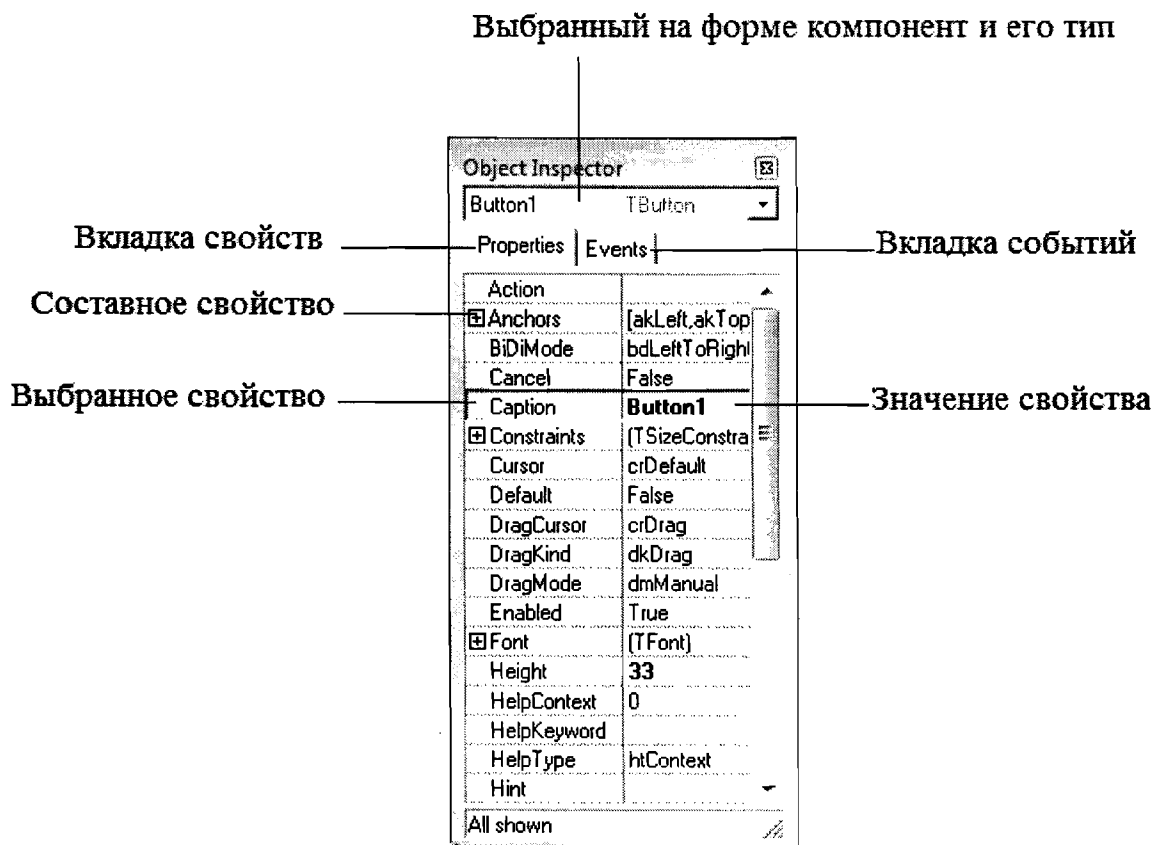 Выбранный на форме компонент и его тип
Object Inspector
Button1 TButton
Вкладка свойств Properties Events Вкладка событий
Action
Составное свойство Anchors [akLeft,akTop
BiDiMode bdLeftToRight
Cancel False
Выбранное свойство Caption Button1 Значение свойства
Constraints (TSizeConstra
Cursor crDefault
Default False
DragCursor crDrag
DragKind dkDrag
DragMode dmManual
Enabled True
Font (TFont)
Height 33
HelpContext 0
HelpKeyword
HelpType htContext
Hint
All shown